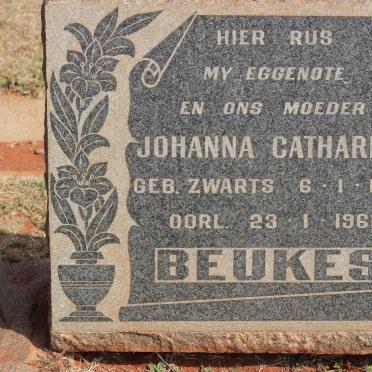 HIER RUS
MY EGGENOTE
EN ONS MOEDER
JOHANNA CATHAR
GEB. ZWARTS 6·1·
OORL. 23·1·196
BEUKES